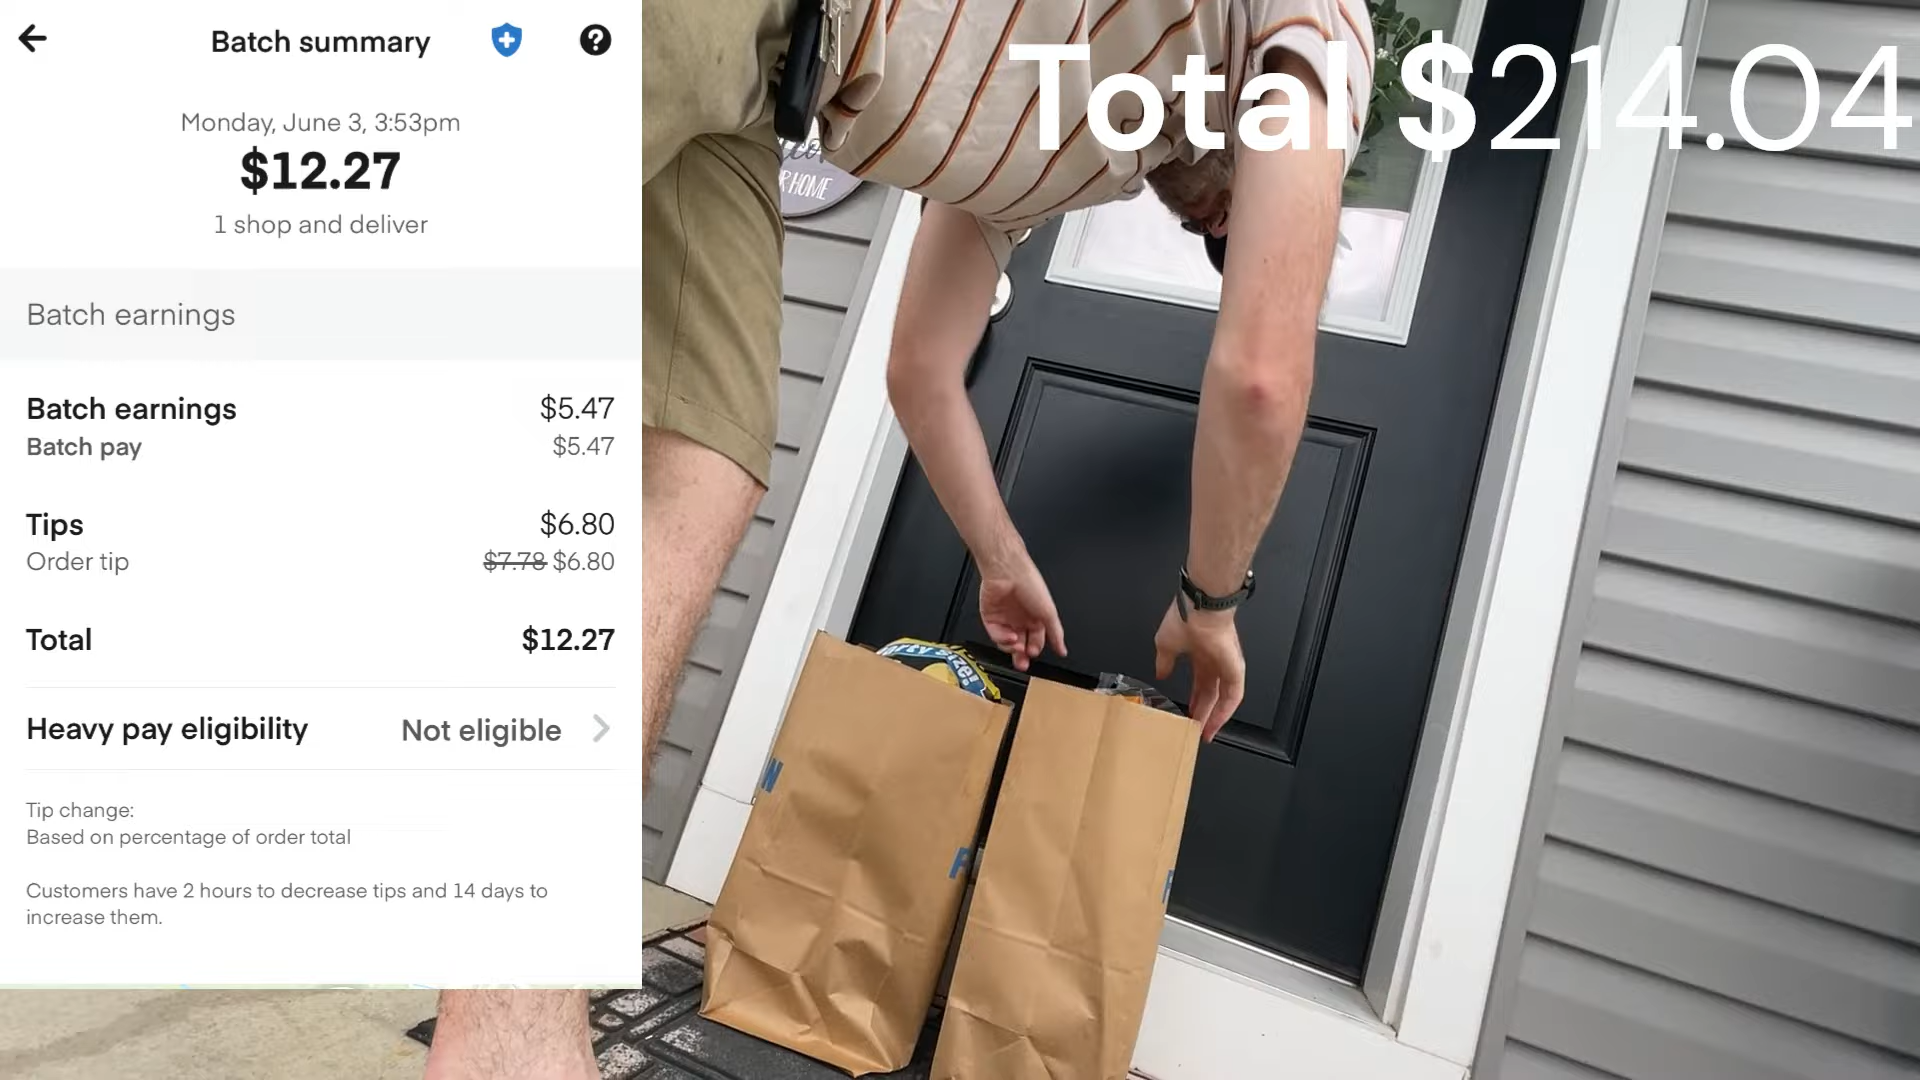 Batch summary
Monday, June 3, 3:53pm
$12.27
1 shop and deliver
Batch earnings
Batch earnings $5.47
Batch pay $5.47
Tips $6.80
Order tip $7.78 $6.80
Total $12.27
Heavy pay eligibility Not eligible
Tip change:
Based on percentage of order total
Customers have 2 hours to decrease tips and 14 days to
increase them.
Total $214.04
HOME
Party Size!